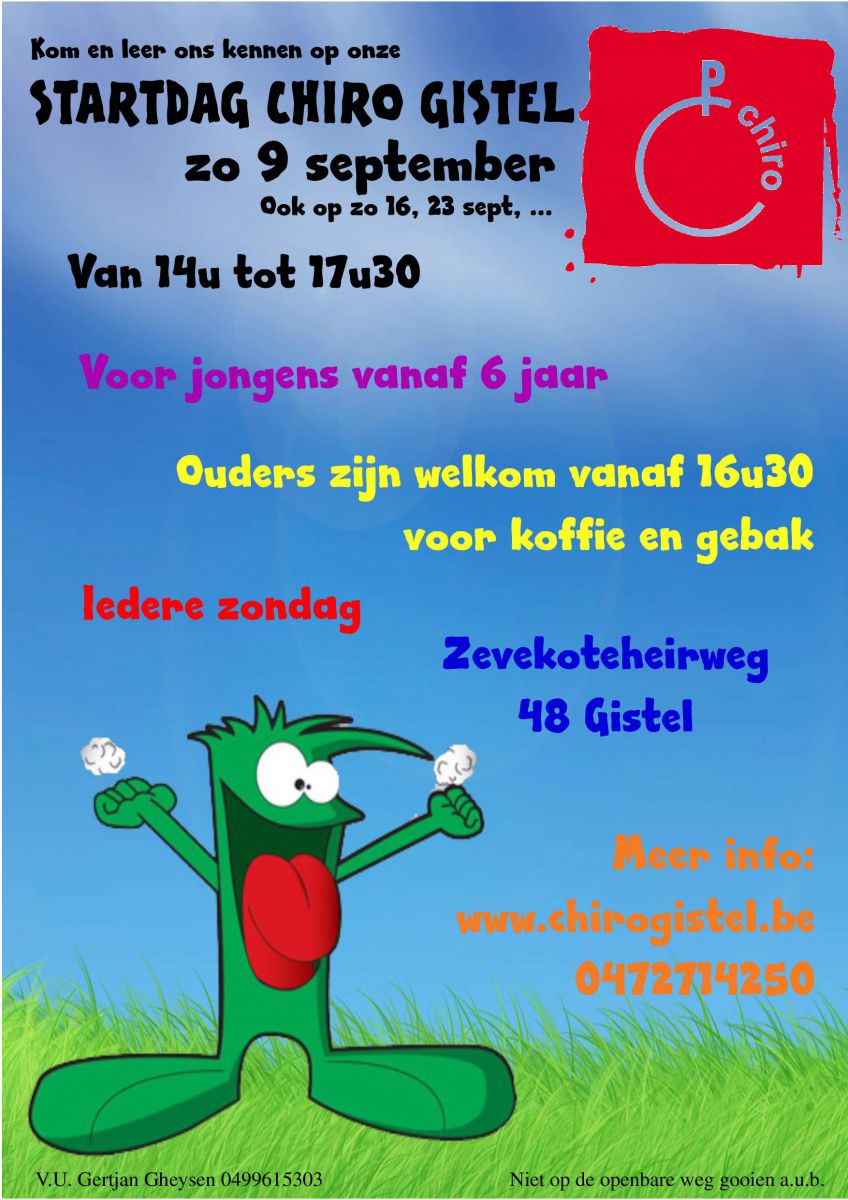 Kom en leer ons kennen op onze
STARTDAG CHIRO GISTEL
zo 9 september
Ook op zo 16, 23 sept, ...
chiro
Van 14u tot 17u30
Voor jongens vanaf 6 jaar
Ouders zijn welkom vanaf 16u30
voor koffie en gebak
Iedere zondag
Zevekoteheirweg
48 Gistel
Meer info:
www.chirogistel.be
0472714250
V.U. Gertjan Gheysen 0499615303
Niet op de openbare weg gooien a.u.b.